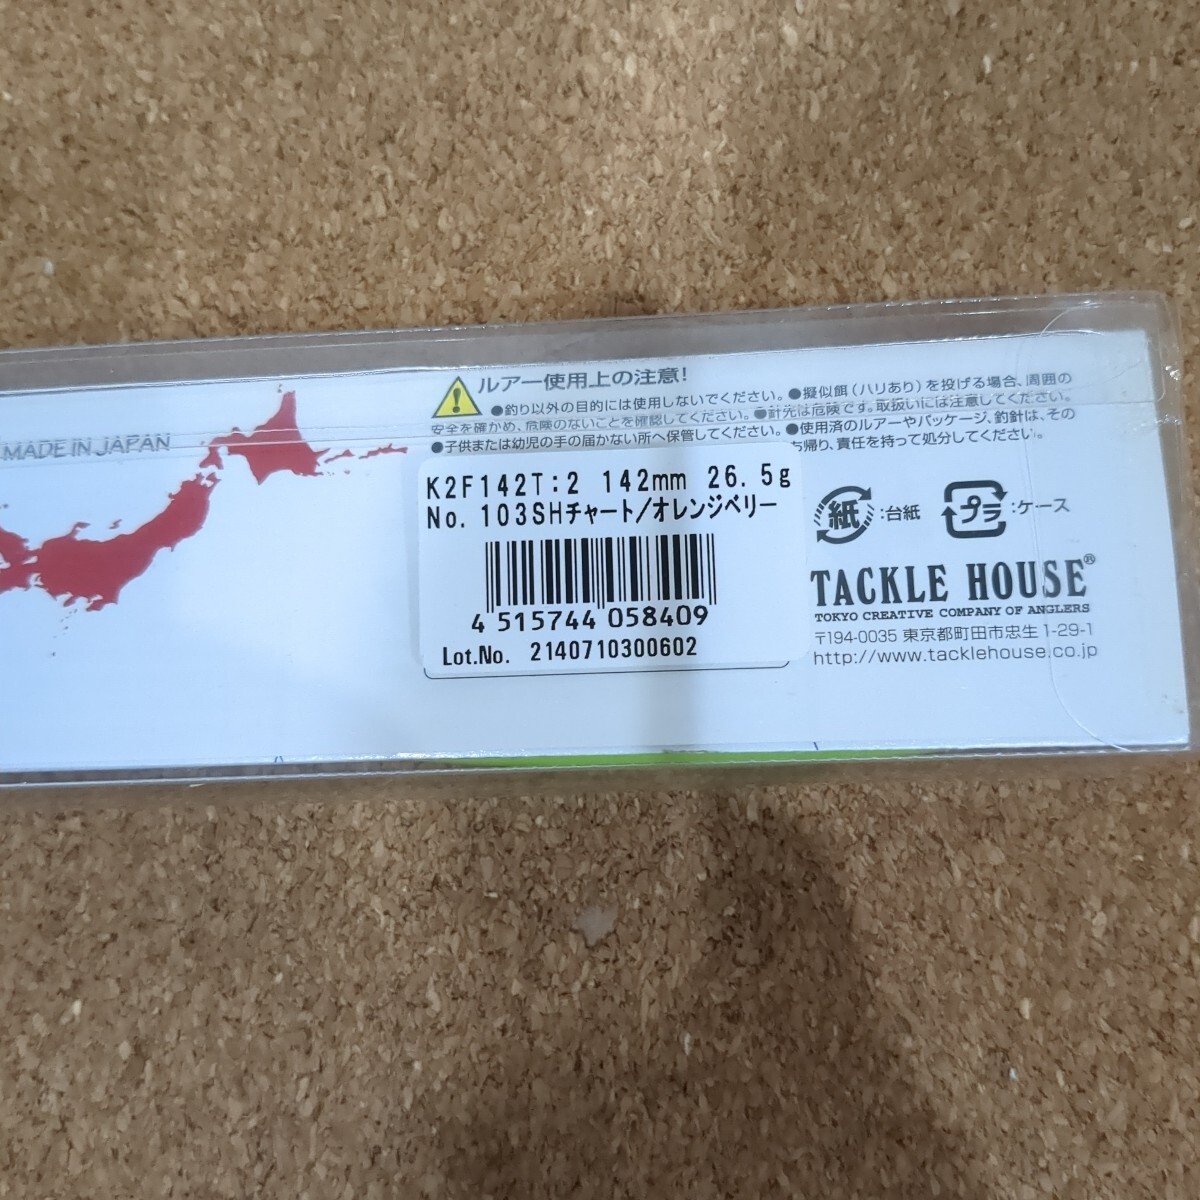 MADE IN JAPAN
ルアー使用上の注意!
●釣り以外の目的には使用しないでください。●擬似餌(ハリあり)を投げる場合、周囲の
安全を確かめ、危険のないことを確認してください。●針先は危険です。取扱いには注意してください。
●子供または幼児の手の届かない所へ保管してください。●使用済のルアーやパッケージ、釣針は、その
ち帰り、責任を持って処分してください。
K2F142T:2 142mm 26.5g
No. 103SHチャート/オレンジベリー
4 515744 058409
Lot.No. 2140710300602
紙 :台紙 プラ :ケース
TACKLE HOUSE®
TOKYO CREATIVE COMPANY OF ANGLERS
〒194-0035 東京都町田市忠生1-29-1
http://www.tacklehouse.co.jp